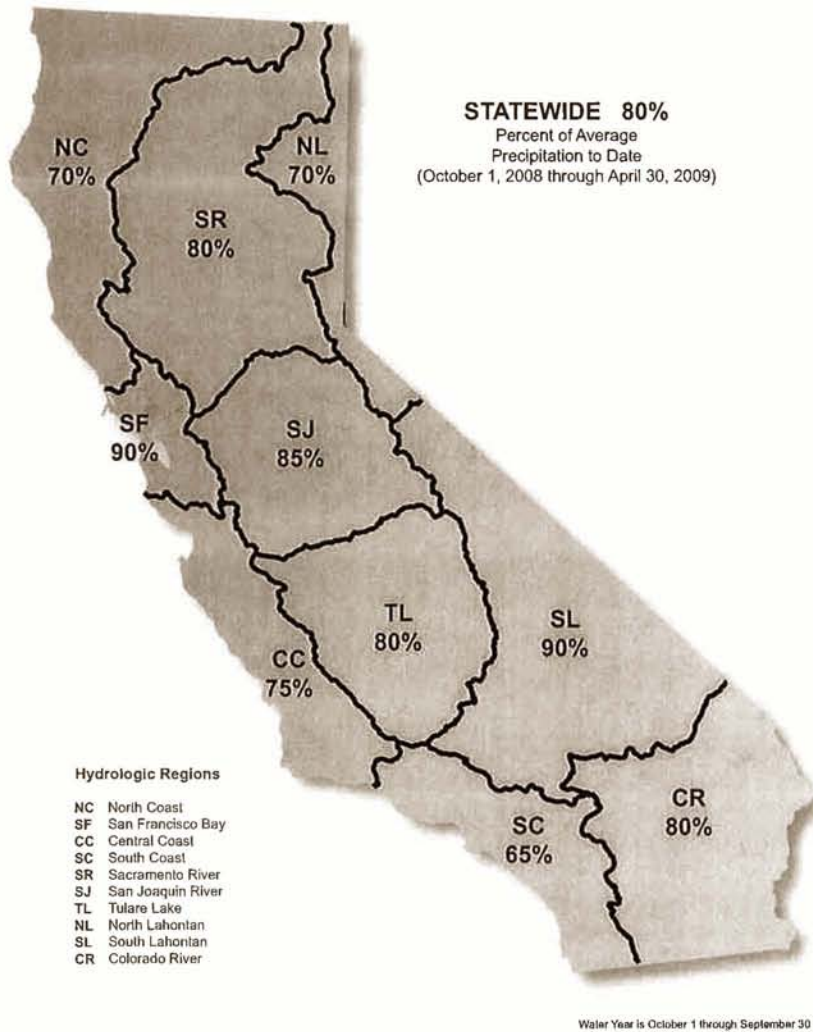 STATEWIDE 80%
Percent of Average
Precipitation to Date
(October 1, 2008 through April 30, 2009)
NC
70%
NL
70%
SR
80%
SF
90%
SJ
85%
TL
80%
SL
90%
CC
75%
CR
80%
SC
65%
Hydrologic Regions
NC North Coast
SF San Francisco Bay
CC Central Coast
SC South Coast
SR Sacramento River
SJ San Joaquin River
TL Tulare Lake
NL North Lahontan
SL South Lahontan
CR Colorado River
Water Year is October 1 through September 30